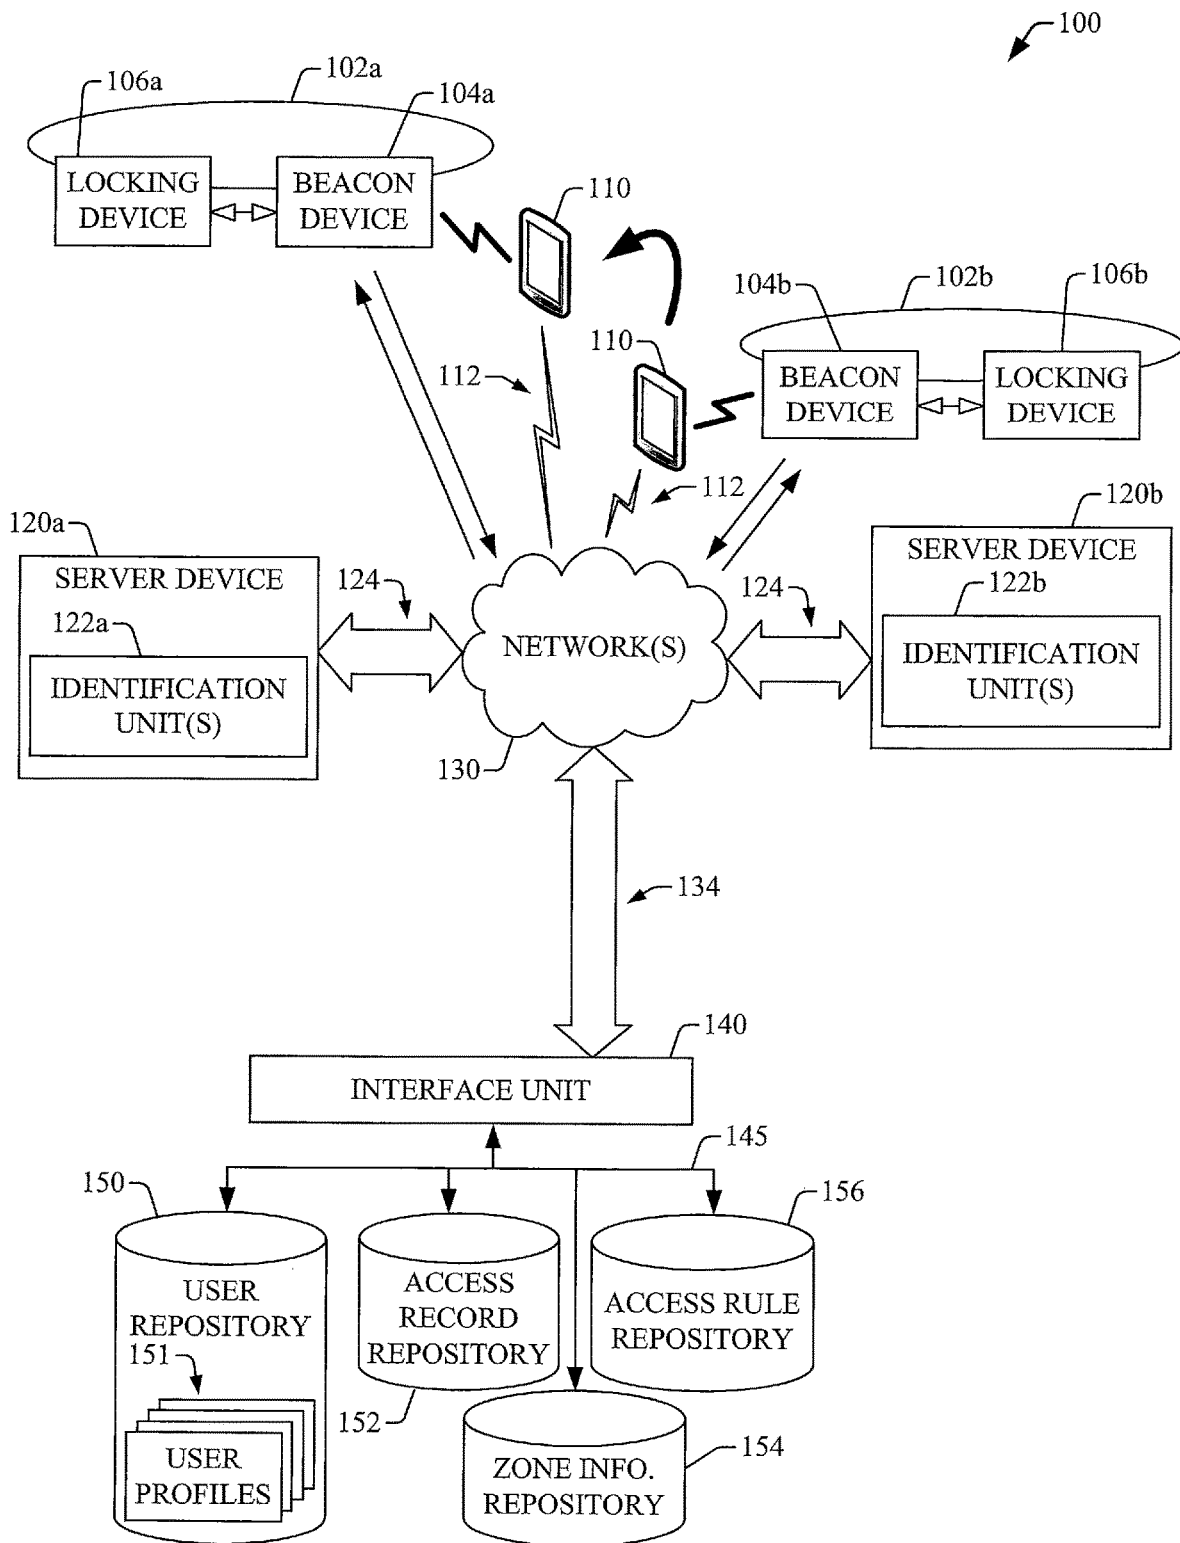 100
106a
102a
104a
LOCKING
DEVICE
BEACON
DEVICE
110
104b
102b
106b
110
BEACON
DEVICE
LOCKING
DEVICE
112
112
120a
SERVER DEVICE
122a
IDENTIFICATION
UNIT(S)
124
NETWORK(S)
130
124
120b
SERVER DEVICE
122b
IDENTIFICATION
UNIT(S)
134
140
INTERFACE UNIT
145
150
USER
REPOSITORY
151
USER
PROFILES
ACCESS
RECORD
REPOSITORY
152
156
ACCESS RULE
REPOSITORY
ZONE INFO.
REPOSITORY
154